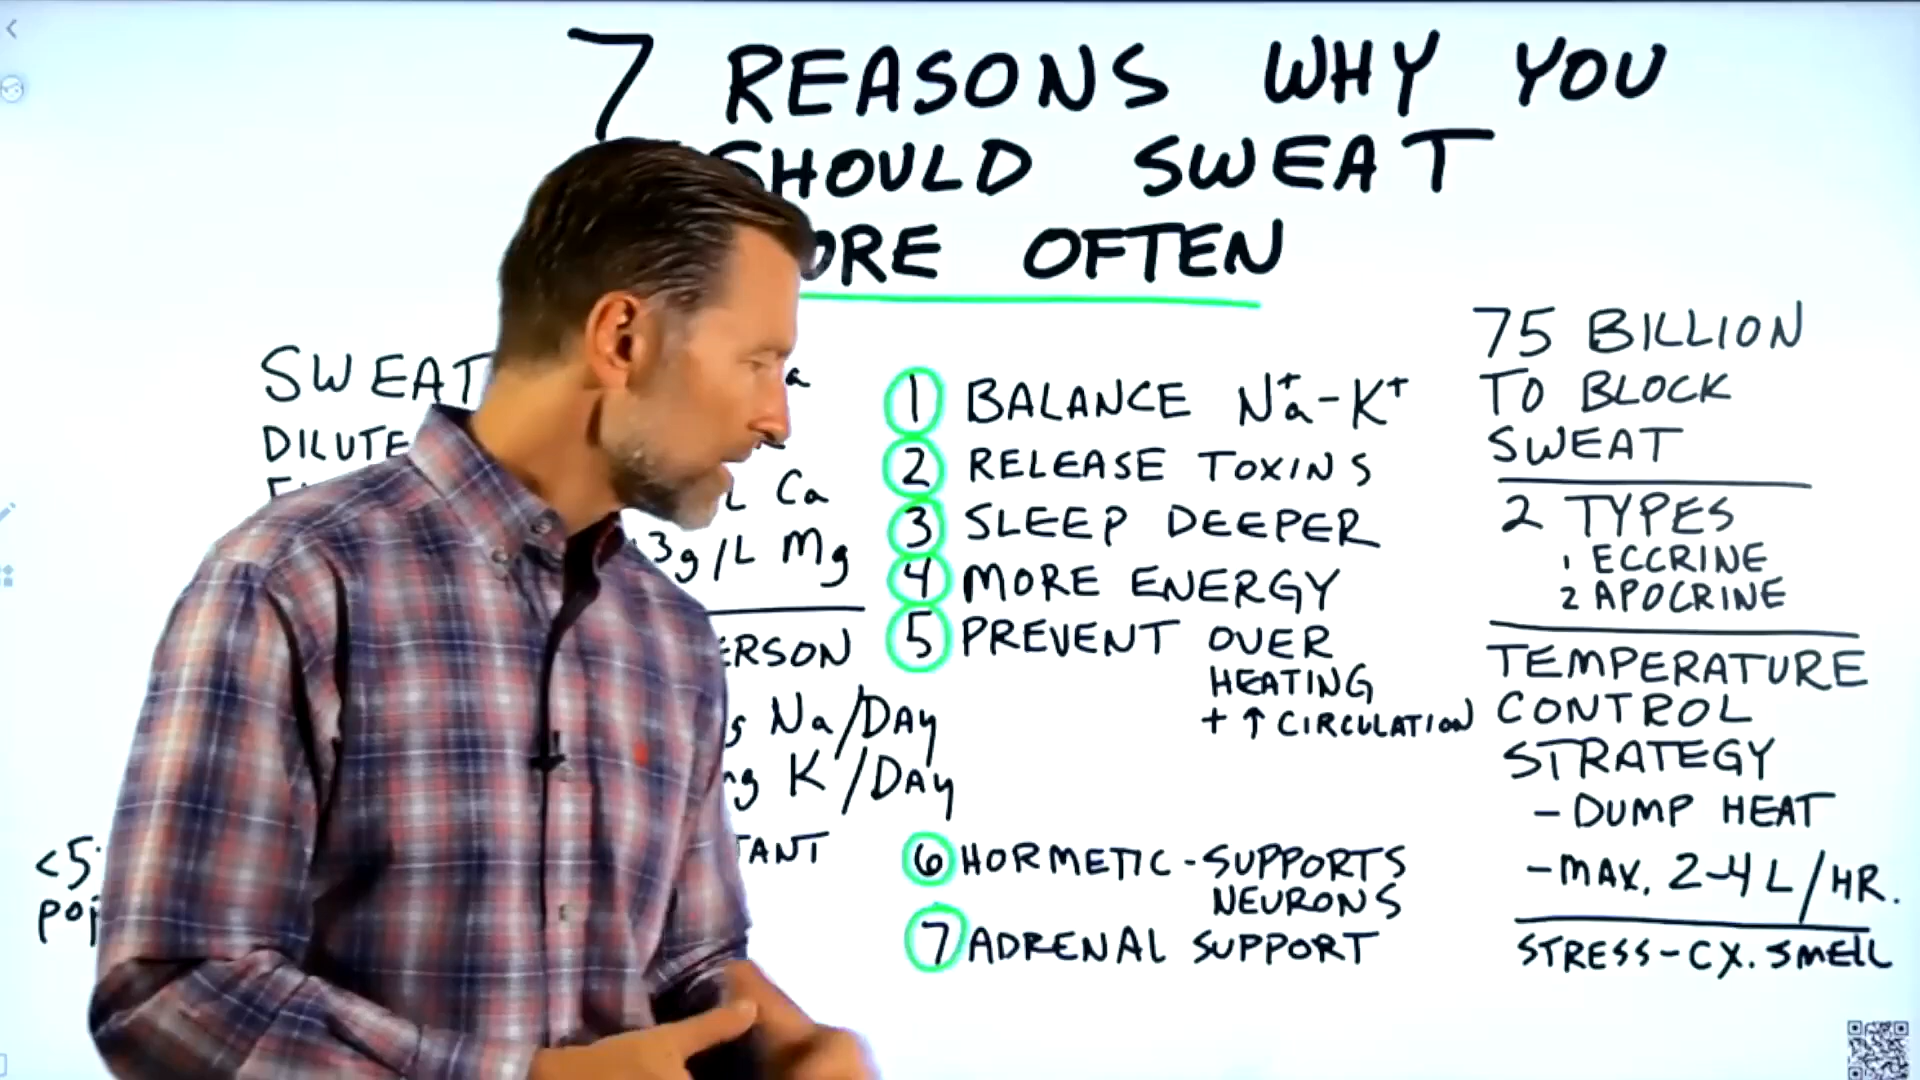 7 REASONS WHY YOU
SHOULD SWEAT
ORE OFTEN
SWEAT
DILUTE
Ca
3g/L Mg
ERSON
Na/DAY
K/DAY
TANT
<5
1 BALANCE Na+-K+
2 RELEASE TOXINS
3 SLEEP DEEPER
4 MORE ENERGY
5 PREVENT OVER
HEATING
+ ↑ CIRCULATION
6 HORMETIC-SUPPORTS
NEURONS
7 ADRENAL SUPPORT
75 BILLION
TO BLOCK
SWEAT
2 TYPES
1 ECCRINE
2 APOCRINE
TEMPERATURE
CONTROL
STRATEGY
- DUMP HEAT
- MAX. 2-4 L/HR.
STRESS-CX. SMELL